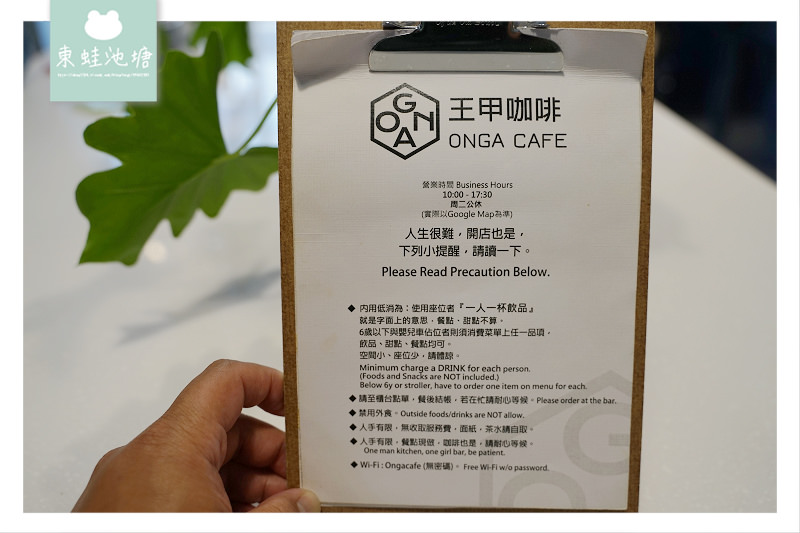 東蛙池塘
GOAN
王甲咖啡
ONGA CAFE
營業時間 Business Hours
10:00 - 17:30
周二公休
(實際以Google Map為準)
人生很難，開店也是，
下列小提醒，請讀一下。
Please Read Precaution Below.
◆ 內用低消為：使用座位者『一人一杯飲品』
就是字面上的意思，餐點、甜點不算。
6歲以下與嬰兒車佔位者則須消費菜單上任一品項，
飲品、甜點、餐點均可。
空間小、座位少，請體諒。
Minimum charge a DRINK for each person.
(Foods and Snacks are NOT included.)
Below 6y or stroller, have to order one item on menu for each.
◆ 請至櫃台點單，餐後結帳，若在忙請耐心等候。Please order at the bar.
◆ 禁用外食。Outside foods/drinks are NOT allow.
◆ 人手有限，無收取服務費，面紙，茶水請自取。
◆ 人手有限，餐點現做，咖啡也是，請耐心等候。
One man kitchen, one girl bar, be patient.
◆ Wi-Fi : Ongacafe (無密碼)。 Free Wi-Fi w/o password.